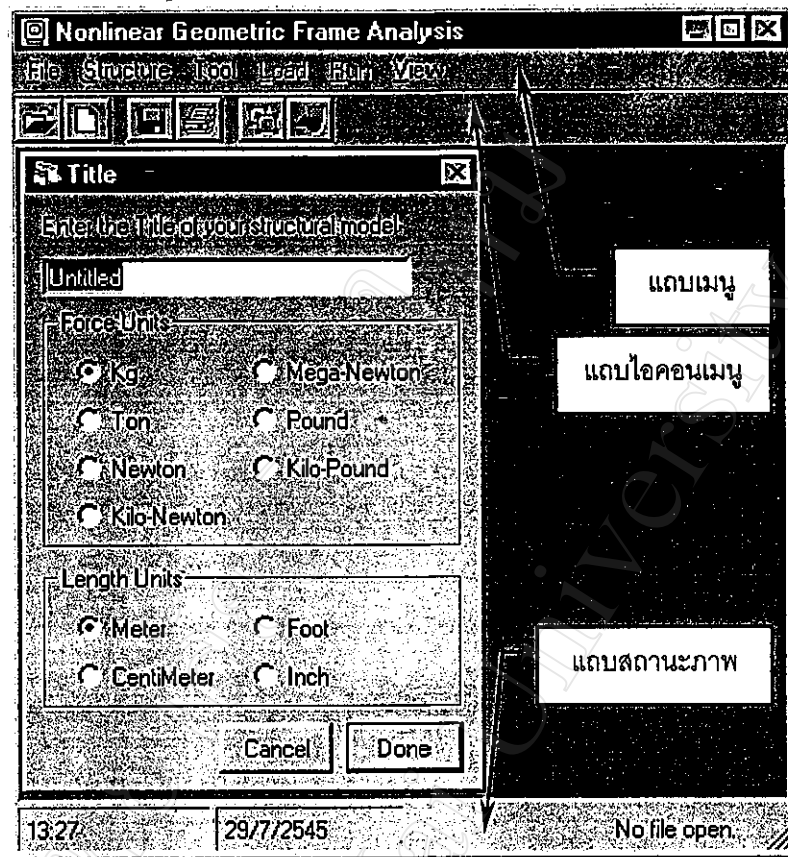 Nonlinear Geometric Frame Analysis
File Structure Tool Load Run View
Title
Enter the Title of your structural model
Untitled
Force Units
Kg Mega-Newton
Ton Pound
Newton Kilo-Pound
Kilo-Newton
Length Units
Meter Foot
CentiMeter Inch
Cancel Done
แถบเมนู
แถบไอคอนเมนู
แถบสถานะภาพ
13:27 29/7/2545 No file open.
University